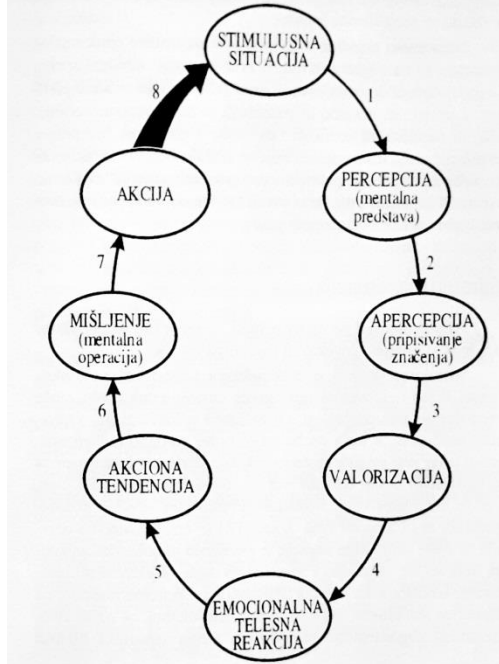 STIMULUSNA
SITUACIJA
1
PERCEPCIJA
(mentalna
predstava)
2
APERCEPCIJA
(pripisivanje
značenja)
3
VALORIZACIJA
4
EMOCIONALNA
TELESNA
REAKCIJA
5
AKCIONA
TENDENCIJA
6
MIŠLJENJE
(mentalna
operacija)
7
AKCIJA
8